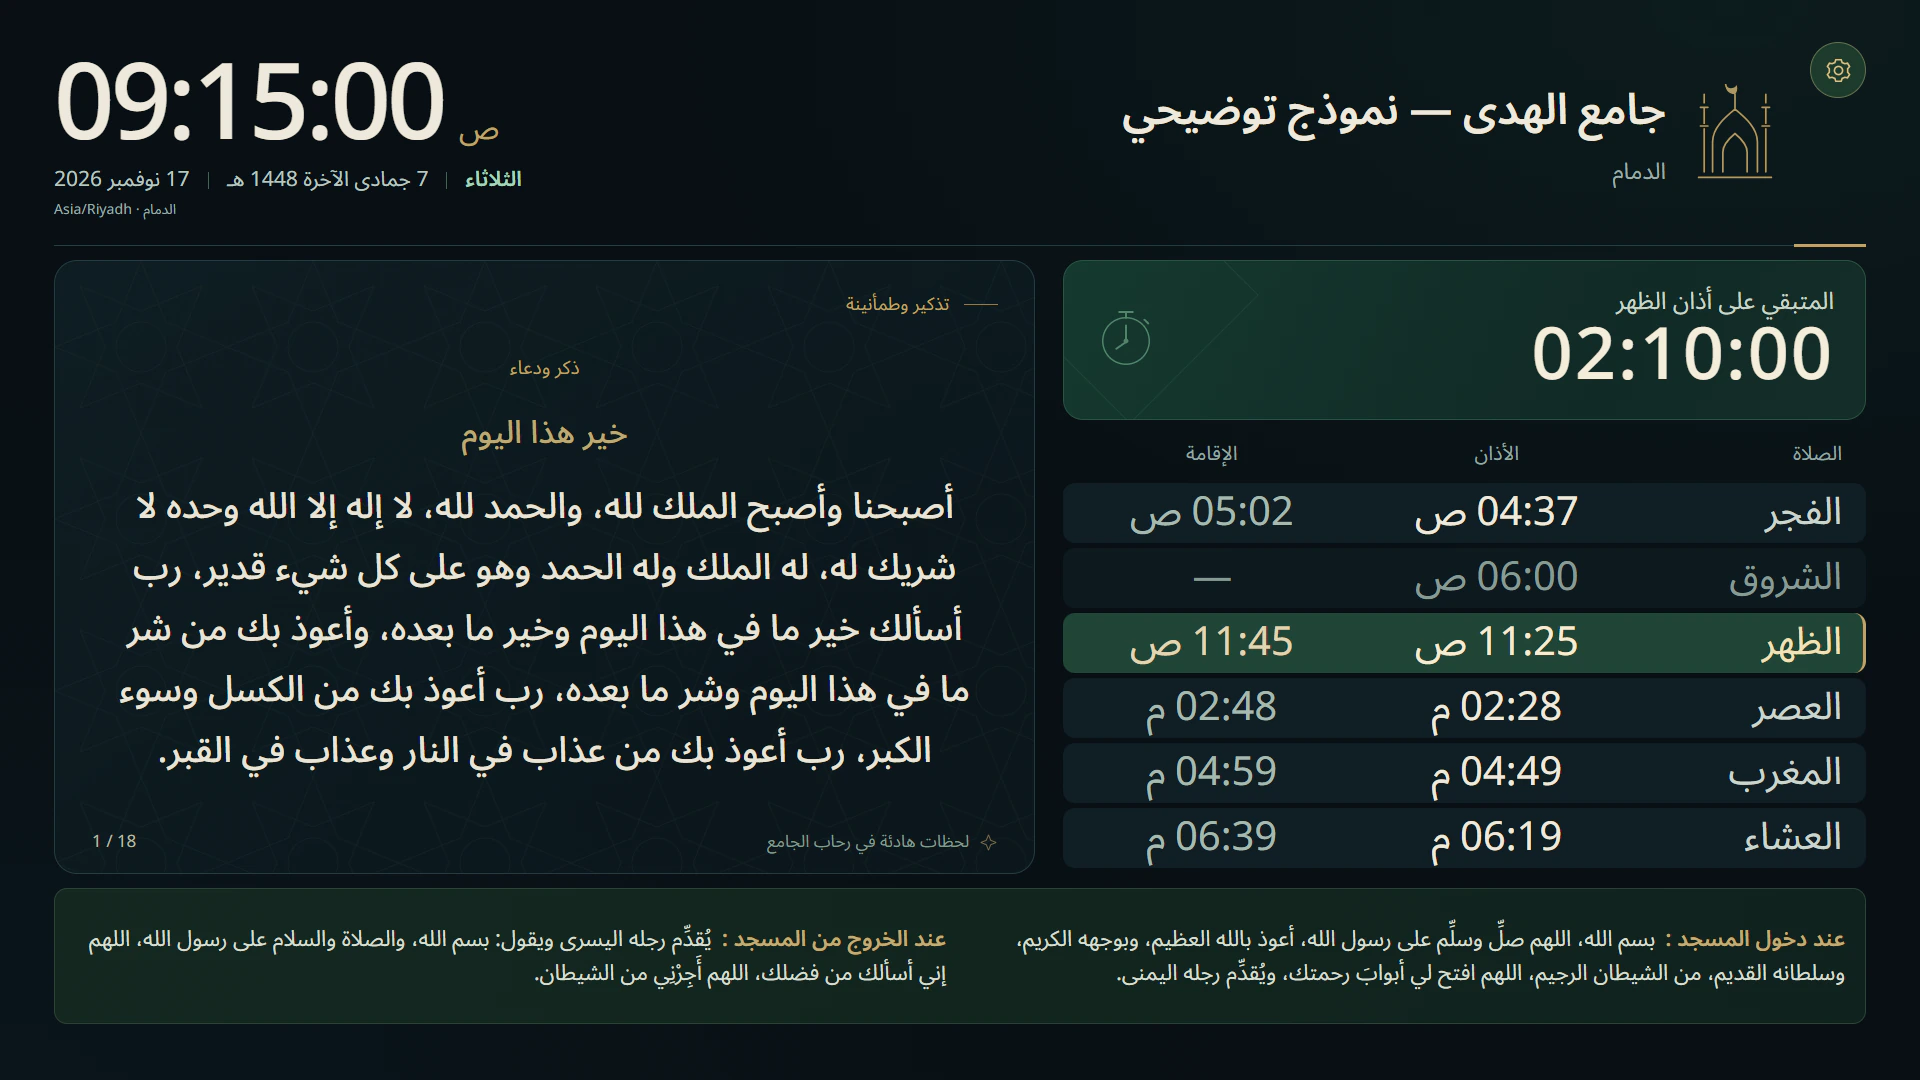 جامع الهدى — نموذج توضيحي
الدمام
09:15:00 ص
الثلاثاء | 7 جمادى الآخرة 1448 هـ | 17 نوفمبر 2026
الدمام · Asia/Riyadh
المتبقي على أذان الظهر
02:10:00
الصلاة الأذان الإقامة
الفجر 04:37 ص 05:02 ص
الشروق 06:00 ص —
الظهر 11:25 ص 11:45 ص
العصر 02:28 م 02:48 م
المغرب 04:49 م 04:59 م
العشاء 06:19 م 06:39 م
تذكير وطمأنينة
ذكر ودعاء
خير هذا اليوم
أصبحنا وأصبح الملك لله، والحمد لله، لا إله إلا الله وحده لا
شريك له، له الملك وله الحمد وهو على كل شيء قدير، رب
أسألك خير ما في هذا اليوم وخير ما بعده، وأعوذ بك من شر
ما في هذا اليوم وشر ما بعده، رب أعوذ بك من الكسل وسوء
الكبر، رب أعوذ بك من عذاب في النار وعذاب في القبر.
لحظات هادئة في رحاب الجامع
1 / 18
عند دخول المسجد : بسم الله، اللهم صلِّ وسلِّم على رسول الله، أعوذ بالله العظيم، وبوجهه الكريم،
وسلطانه القديم، من الشيطان الرجيم، اللهم افتح لي أبوابَ رحمتك، ويُقدِّم رجله اليمنى.
عند الخروج من المسجد : يُقدِّم رجله اليسرى ويقول: بسم الله، والصلاة والسلام على رسول الله، اللهم
إني أسألك من فضلك، اللهم أَجِرْنِي من الشيطان.